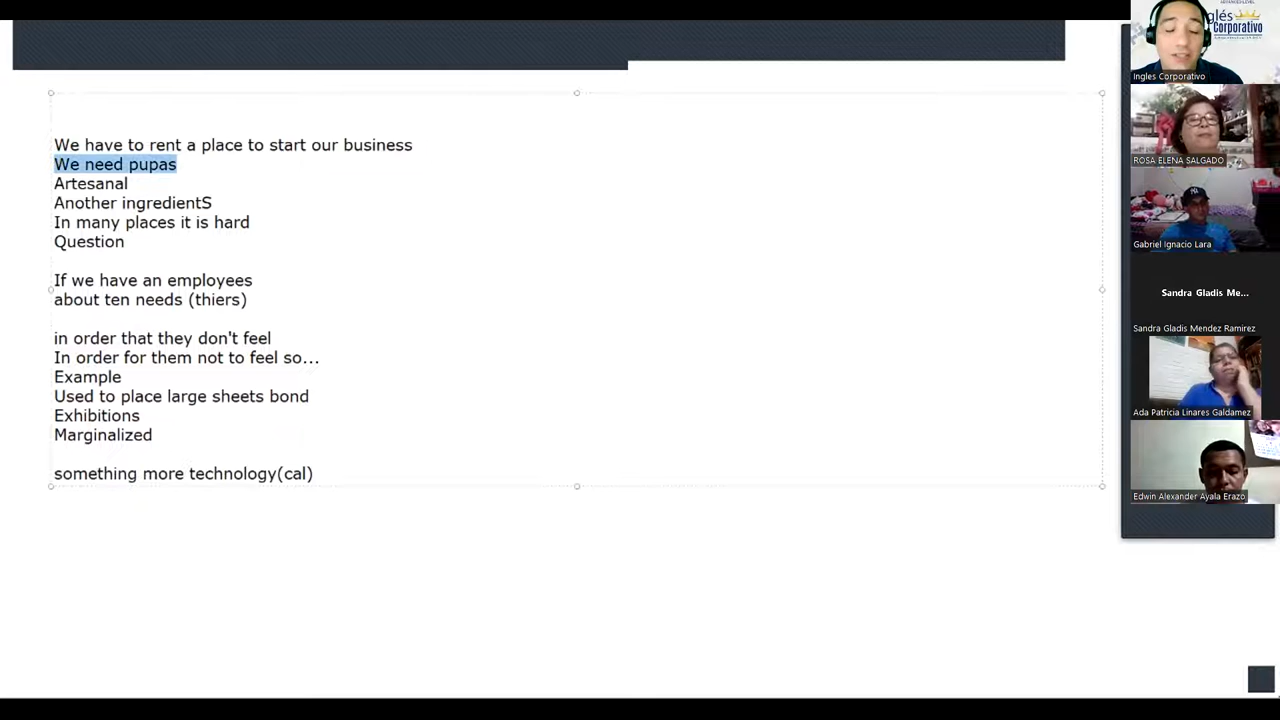 We have to rent a place to start our business
We need pupas
Artesanal
Another ingredientS
In many places it is hard
Question
If we have an employees
about ten needs (thiers)
in order that they don't feel
In order for them not to feel so...
Example
Used to place large sheets bond
Exhibitions
Marginalized
something more technology(cal)
glés
Corporativo
Ingles Corporativo
ROSA ELENA SALGADO
Gabriel Ignacio Lara
Sandra Gladis Me...
Sandra Gladis Mendez Ramirez
Ada Patricia Linares Galdamez
Edwin Alexander Ayala Erazo